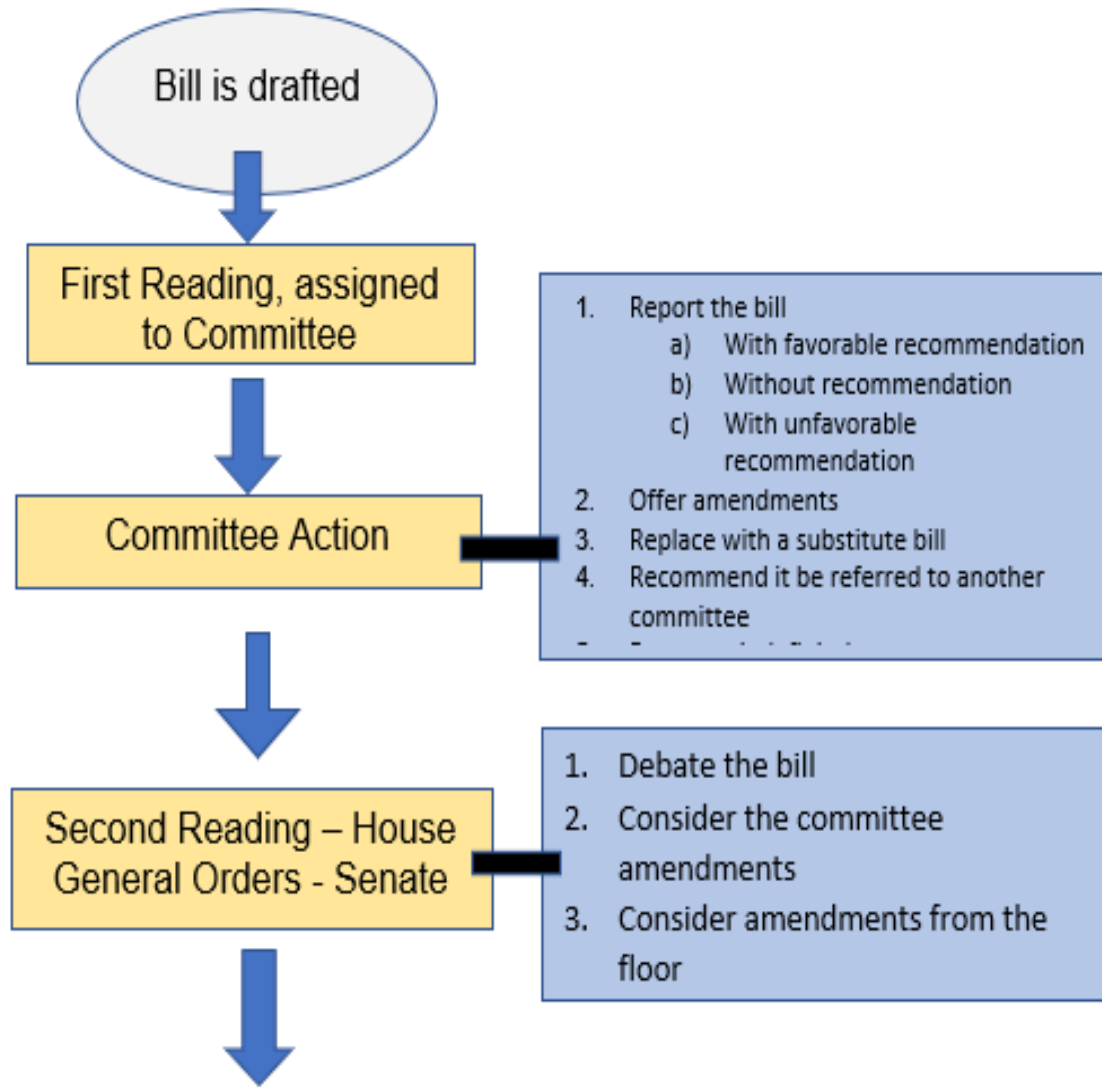 Bill is drafted
First Reading, assigned
to Committee
1. Report the bill
a) With favorable recommendation
b) Without recommendation
c) With unfavorable
recommendation
2. Offer amendments
3. Replace with a substitute bill
4. Recommend it be referred to another
committee
Committee Action
1. Debate the bill
2. Consider the committee
amendments
3. Consider amendments from the
floor
Second Reading – House
General Orders - Senate